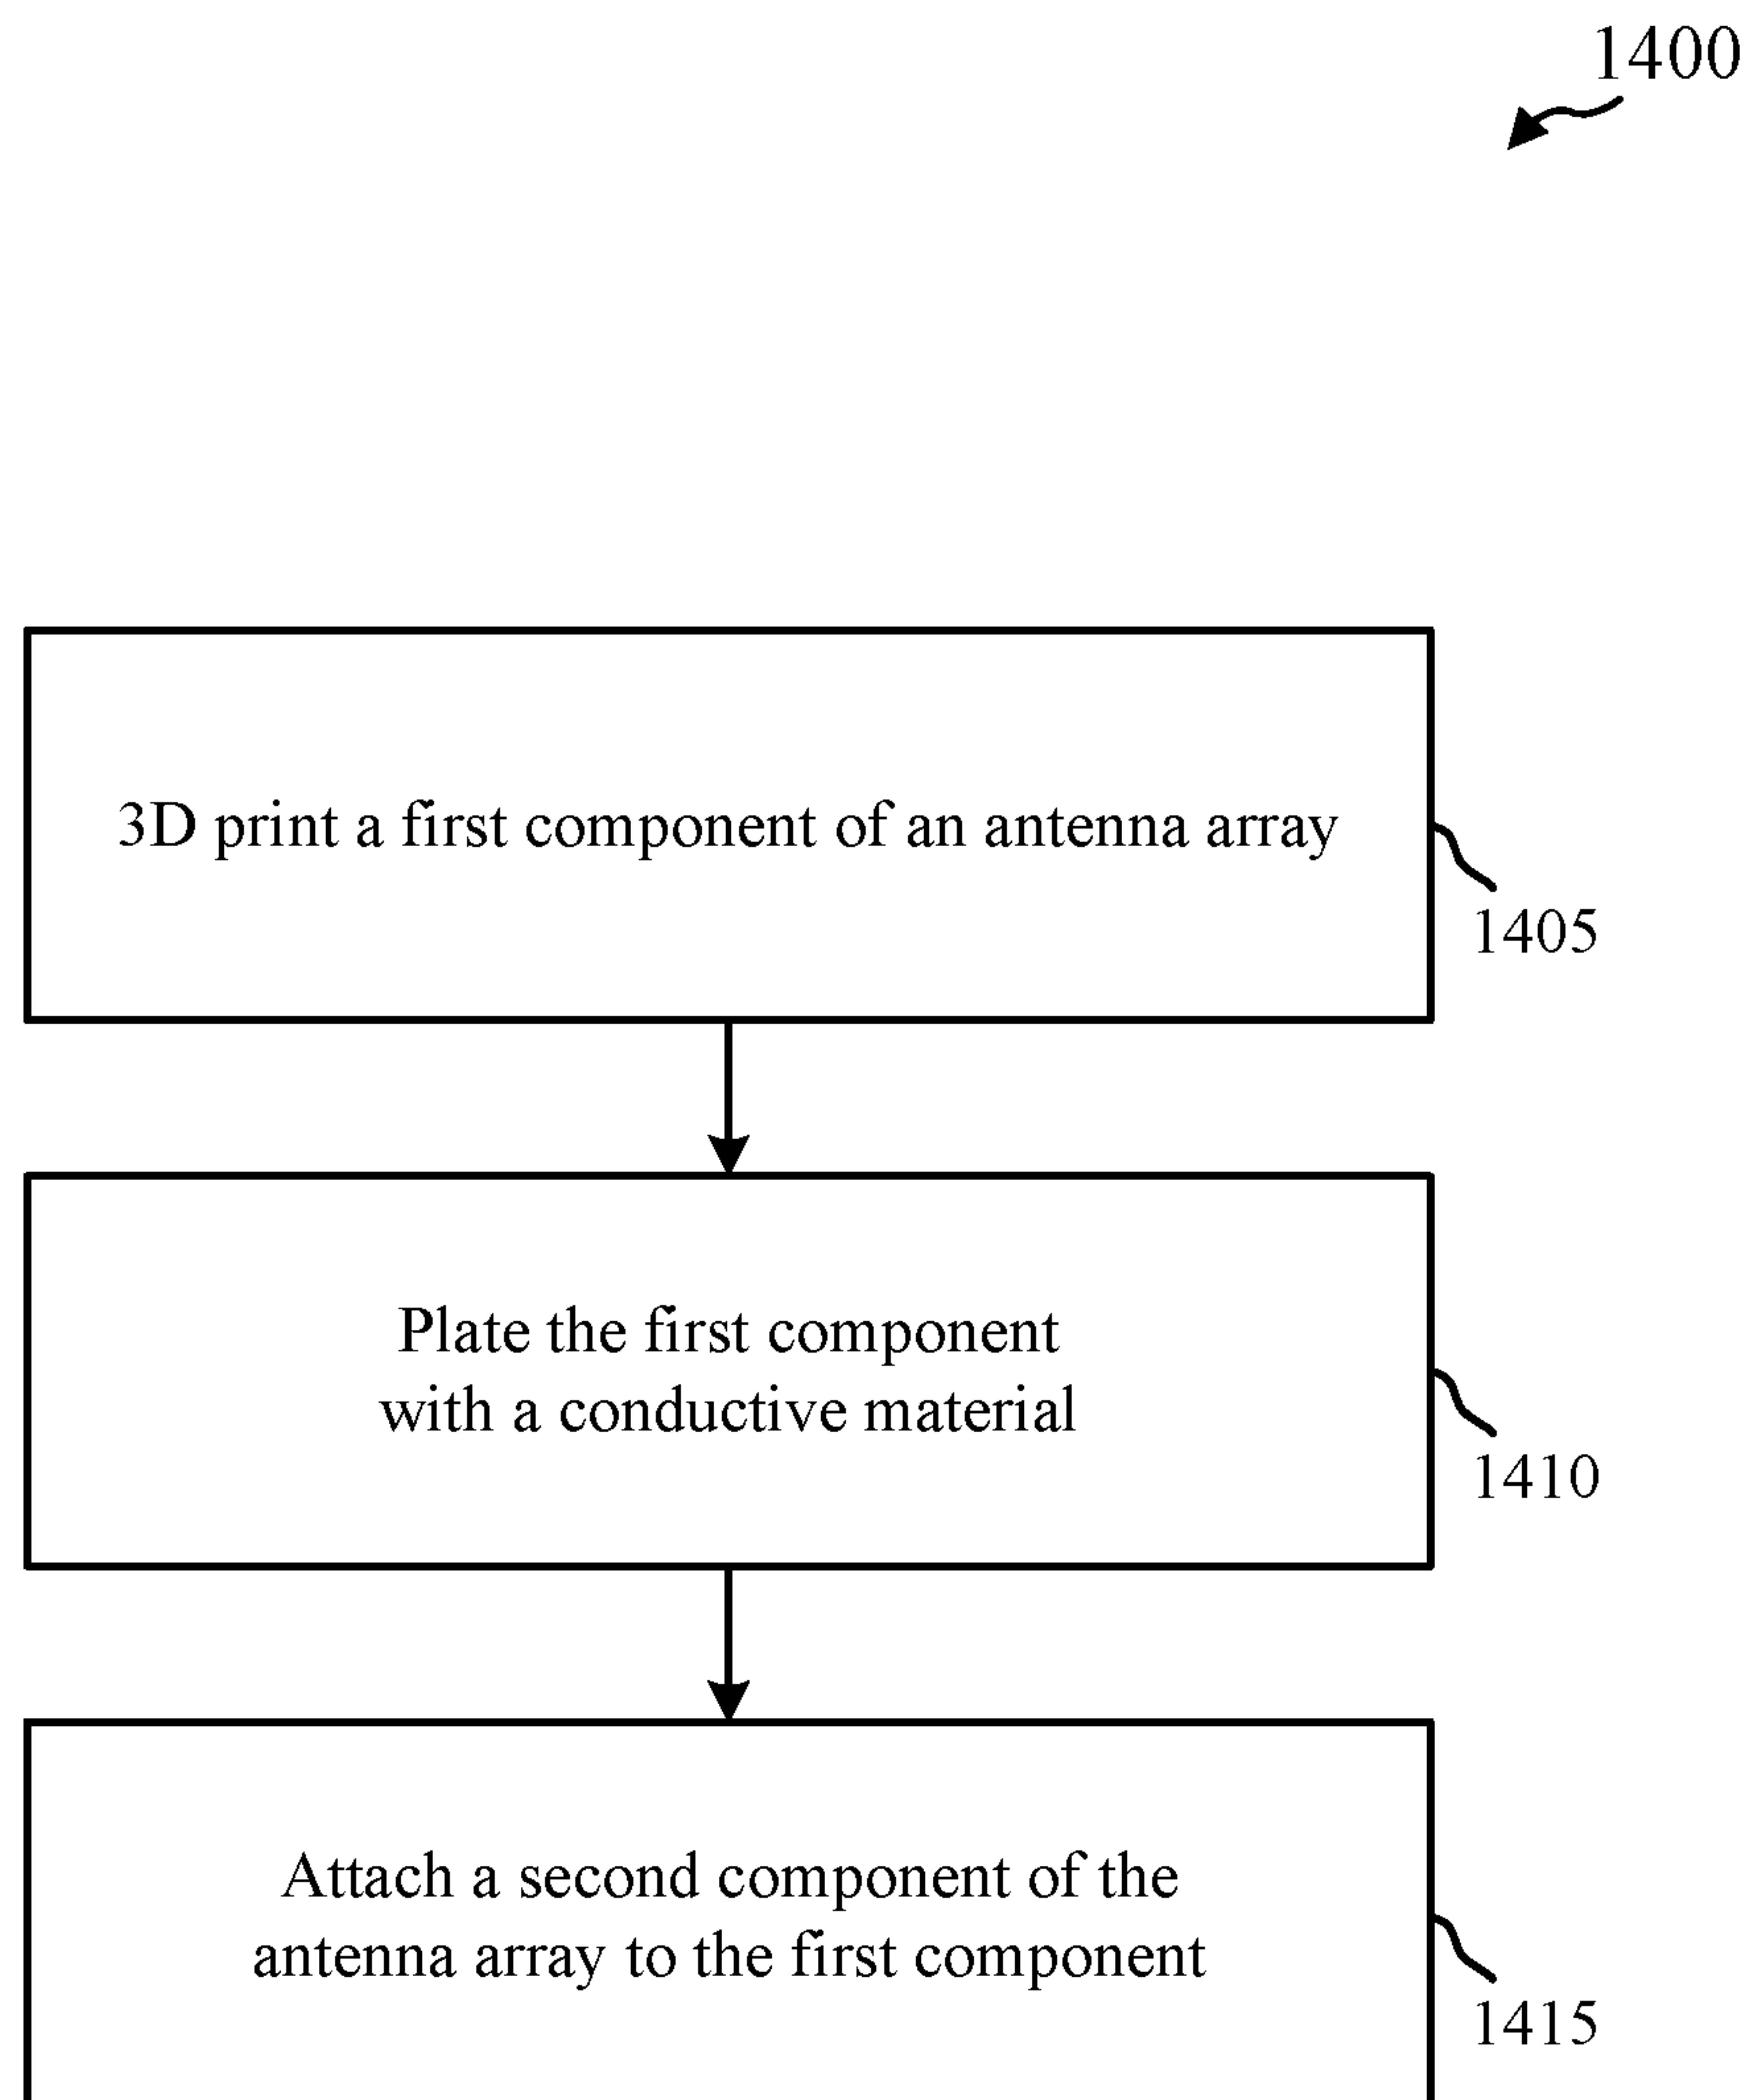 1400
3D print a first component of an antenna array
1405
Plate the first component
with a conductive material
1410
Attach a second component of the
antenna array to the first component
1415